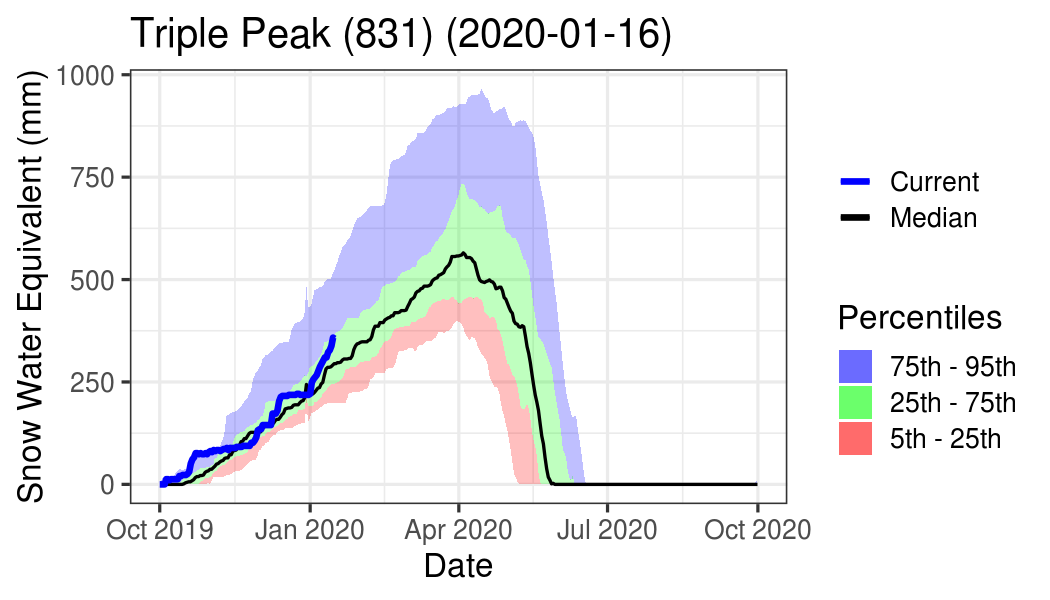 Triple Peak (831) (2020-01-16)
Snow Water Equivalent (mm)
1000
750
500
250
0
Oct 2019
Jan 2020
Apr 2020
Jul 2020
Oct 2020
Date
Current
Median
Percentiles
75th - 95th
25th - 75th
5th - 25th